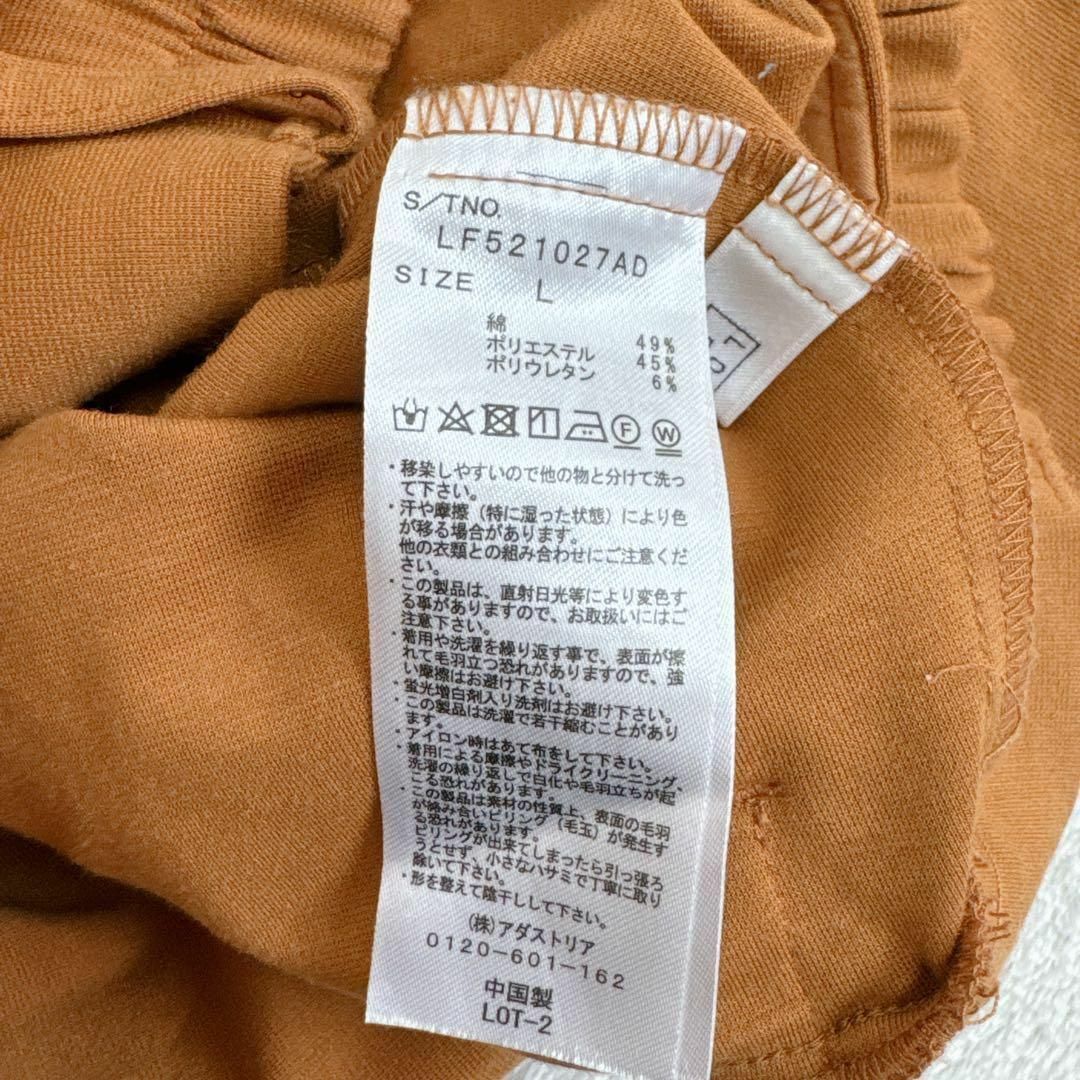 S/TNO.
LF521027AD
SIZE L
綿 49%
ポリエステル 45%
ポリウレタン 6%
F W
・移染しやすいので他の物と分けて洗っ
て下さい。
・汗や摩擦（特に湿った状態）により色
が移る場合があります。
他の衣類との組み合わせにご注意くだ
さい。
・この製品は、直射日光等により変色す
る事がありますので、お取扱いにはご
注意下さい。
・着用や洗濯を繰り返す事で、表面が擦
れて毛羽立つ恐れがありますので、強
い摩擦はお避け下さい。
・蛍光増白剤入り洗剤はお避け下さい。
・この製品は洗濯で若干縮むことがあり
ます。
・アイロン時はあて布をして下さい。
・着用による摩擦やドライクリーニング、
洗濯の繰り返しで白化や毛羽立ちが起
こる恐れがあります。
・この製品は素材の性質上、表面の毛羽
が絡み合いピリング（毛玉）が発生す
る恐れがあります。
ピリングが出来てしまったら引っ張ろ
うとせず、小さなハサミで丁寧に取り
除いて下さい。
・形を整えて陰干しして下さい。
(株)アダストリア
0120-601-162
中国製
LOT-2